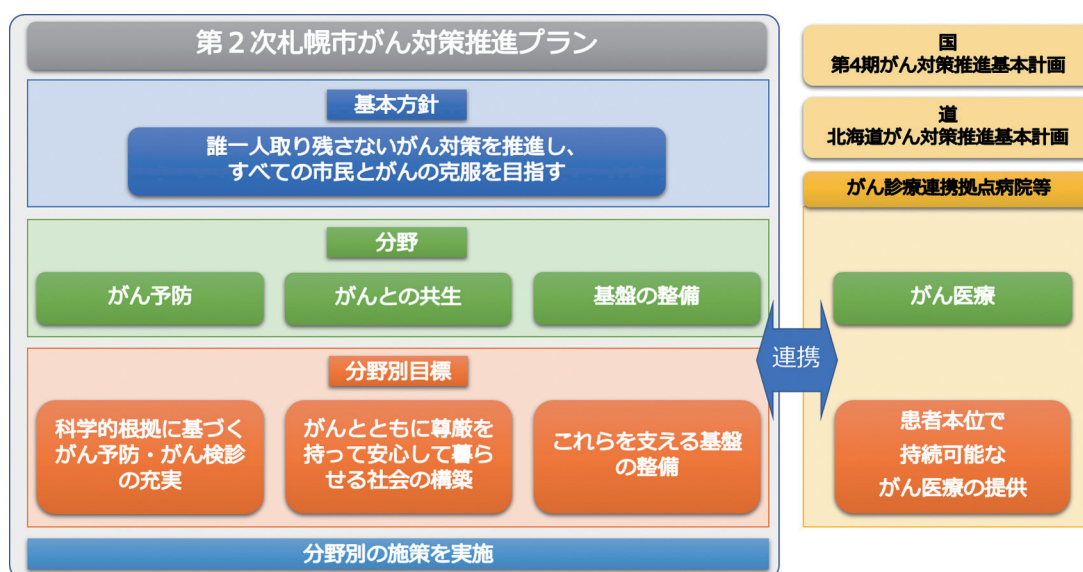 第２次札幌市がん対策推進プラン
基本方針
誰一人取り残さないがん対策を推進し、
すべての市民とがんの克服を目指す
分野
がん予防
がんとの共生
基盤の整備
分野別目標
科学的根拠に基づく
がん予防・がん検診
の充実
がんとともに尊厳を
持って安心して暮ら
せる社会の構築
これらを支える基盤
の整備
分野別の施策を実施
連携
国
第4期がん対策推進基本計画
道
北海道がん対策推進基本計画
がん診療連携拠点病院等
がん医療
患者本位で
持続可能な
がん医療の提供